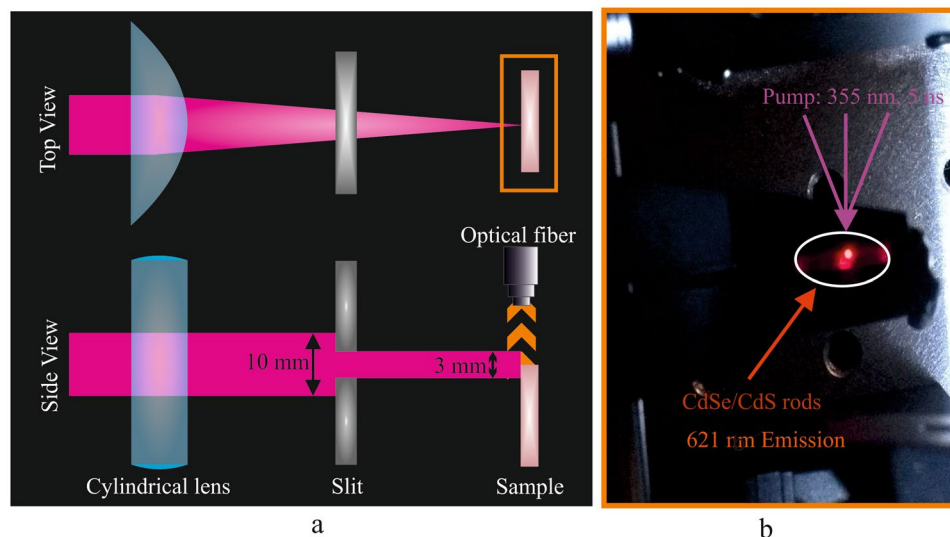 Top View
Optical fiber
Side View
10 mm
3 mm
Cylindrical lens
Slit
Sample
a
Pump: 355 nm, 5 ns
CdSe/CdS rods
621 nm Emission
b